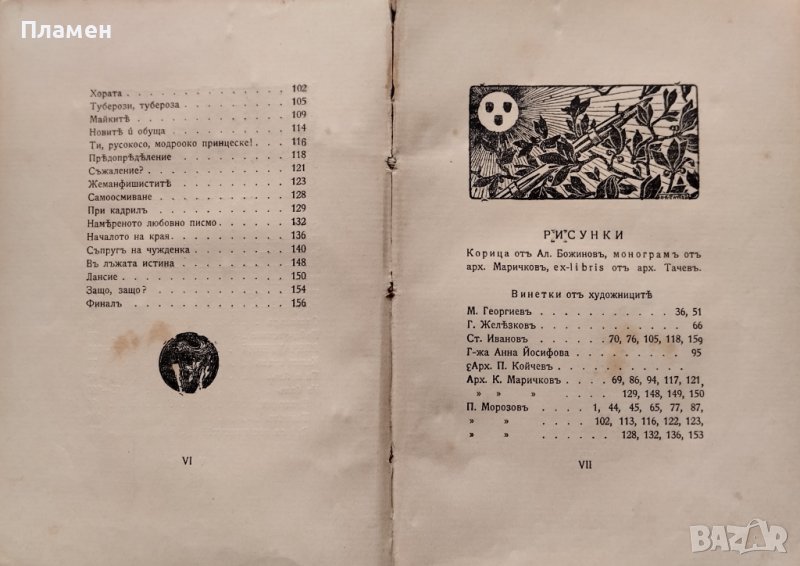 Пламен
Хората . . . . . . . . . . . . . . . 102
Туберози, тубероза . . . . . . . . . . 105
Майкитѣ . . . . . . . . . . . . . . 109
Новитѣ ѝ обуща . . . . . . . . . . . 114
Ти, русокосо, модрооко принцеске! . . . 116
Прѣдопрѣдѣление . . . . . . . . . . . 118
Съжаление? . . . . . . . . . . . . . 121
Жеманфишиститѣ . . . . . . . . . . . 123
Самоосмиване . . . . . . . . . . . . 128
При кадрилъ . . . . . . . . . . . . 129
Намѣреното любовно писмо . . . . . . . 132
Началото на края . . . . . . . . . . . 136
Съпругъ на чужденка . . . . . . . . . 140
Въ лъжата истина . . . . . . . . . . . 148
Лансие . . . . . . . . . . . . . . . 150
Защо, защо? . . . . . . . . . . . . . 154
Финалъ . . . . . . . . . . . . . . . 156
VI
РИСУНКИ
Корица отъ Ал. Божиновъ, монограмъ отъ
арх. Маричковъ, ex-libris отъ арх. Тачевъ.
Винетки отъ художницитѣ
М. Георгиевъ . . . . . . . . . . . 36, 51
Г. Желѣзковъ . . . . . . . . . . . . 66
Ст. Ивановъ . . . . . 70, 76, 105, 118, 159
Г-жа Анна Йосифова . . . . . . . . . 95
Арх. П. Койчевъ . . . . . . . . . . .
Арх. К. Маричковъ . . . 69, 86, 94, 117, 121,
" " " . . . . . 129, 148, 149, 150
П. Морозовъ . . . . 1, 44, 45, 65, 77, 87,
" " . . . . 102, 113, 116, 122, 123,
" " . . . . . . 128, 132, 136, 153
VII
BAZAR